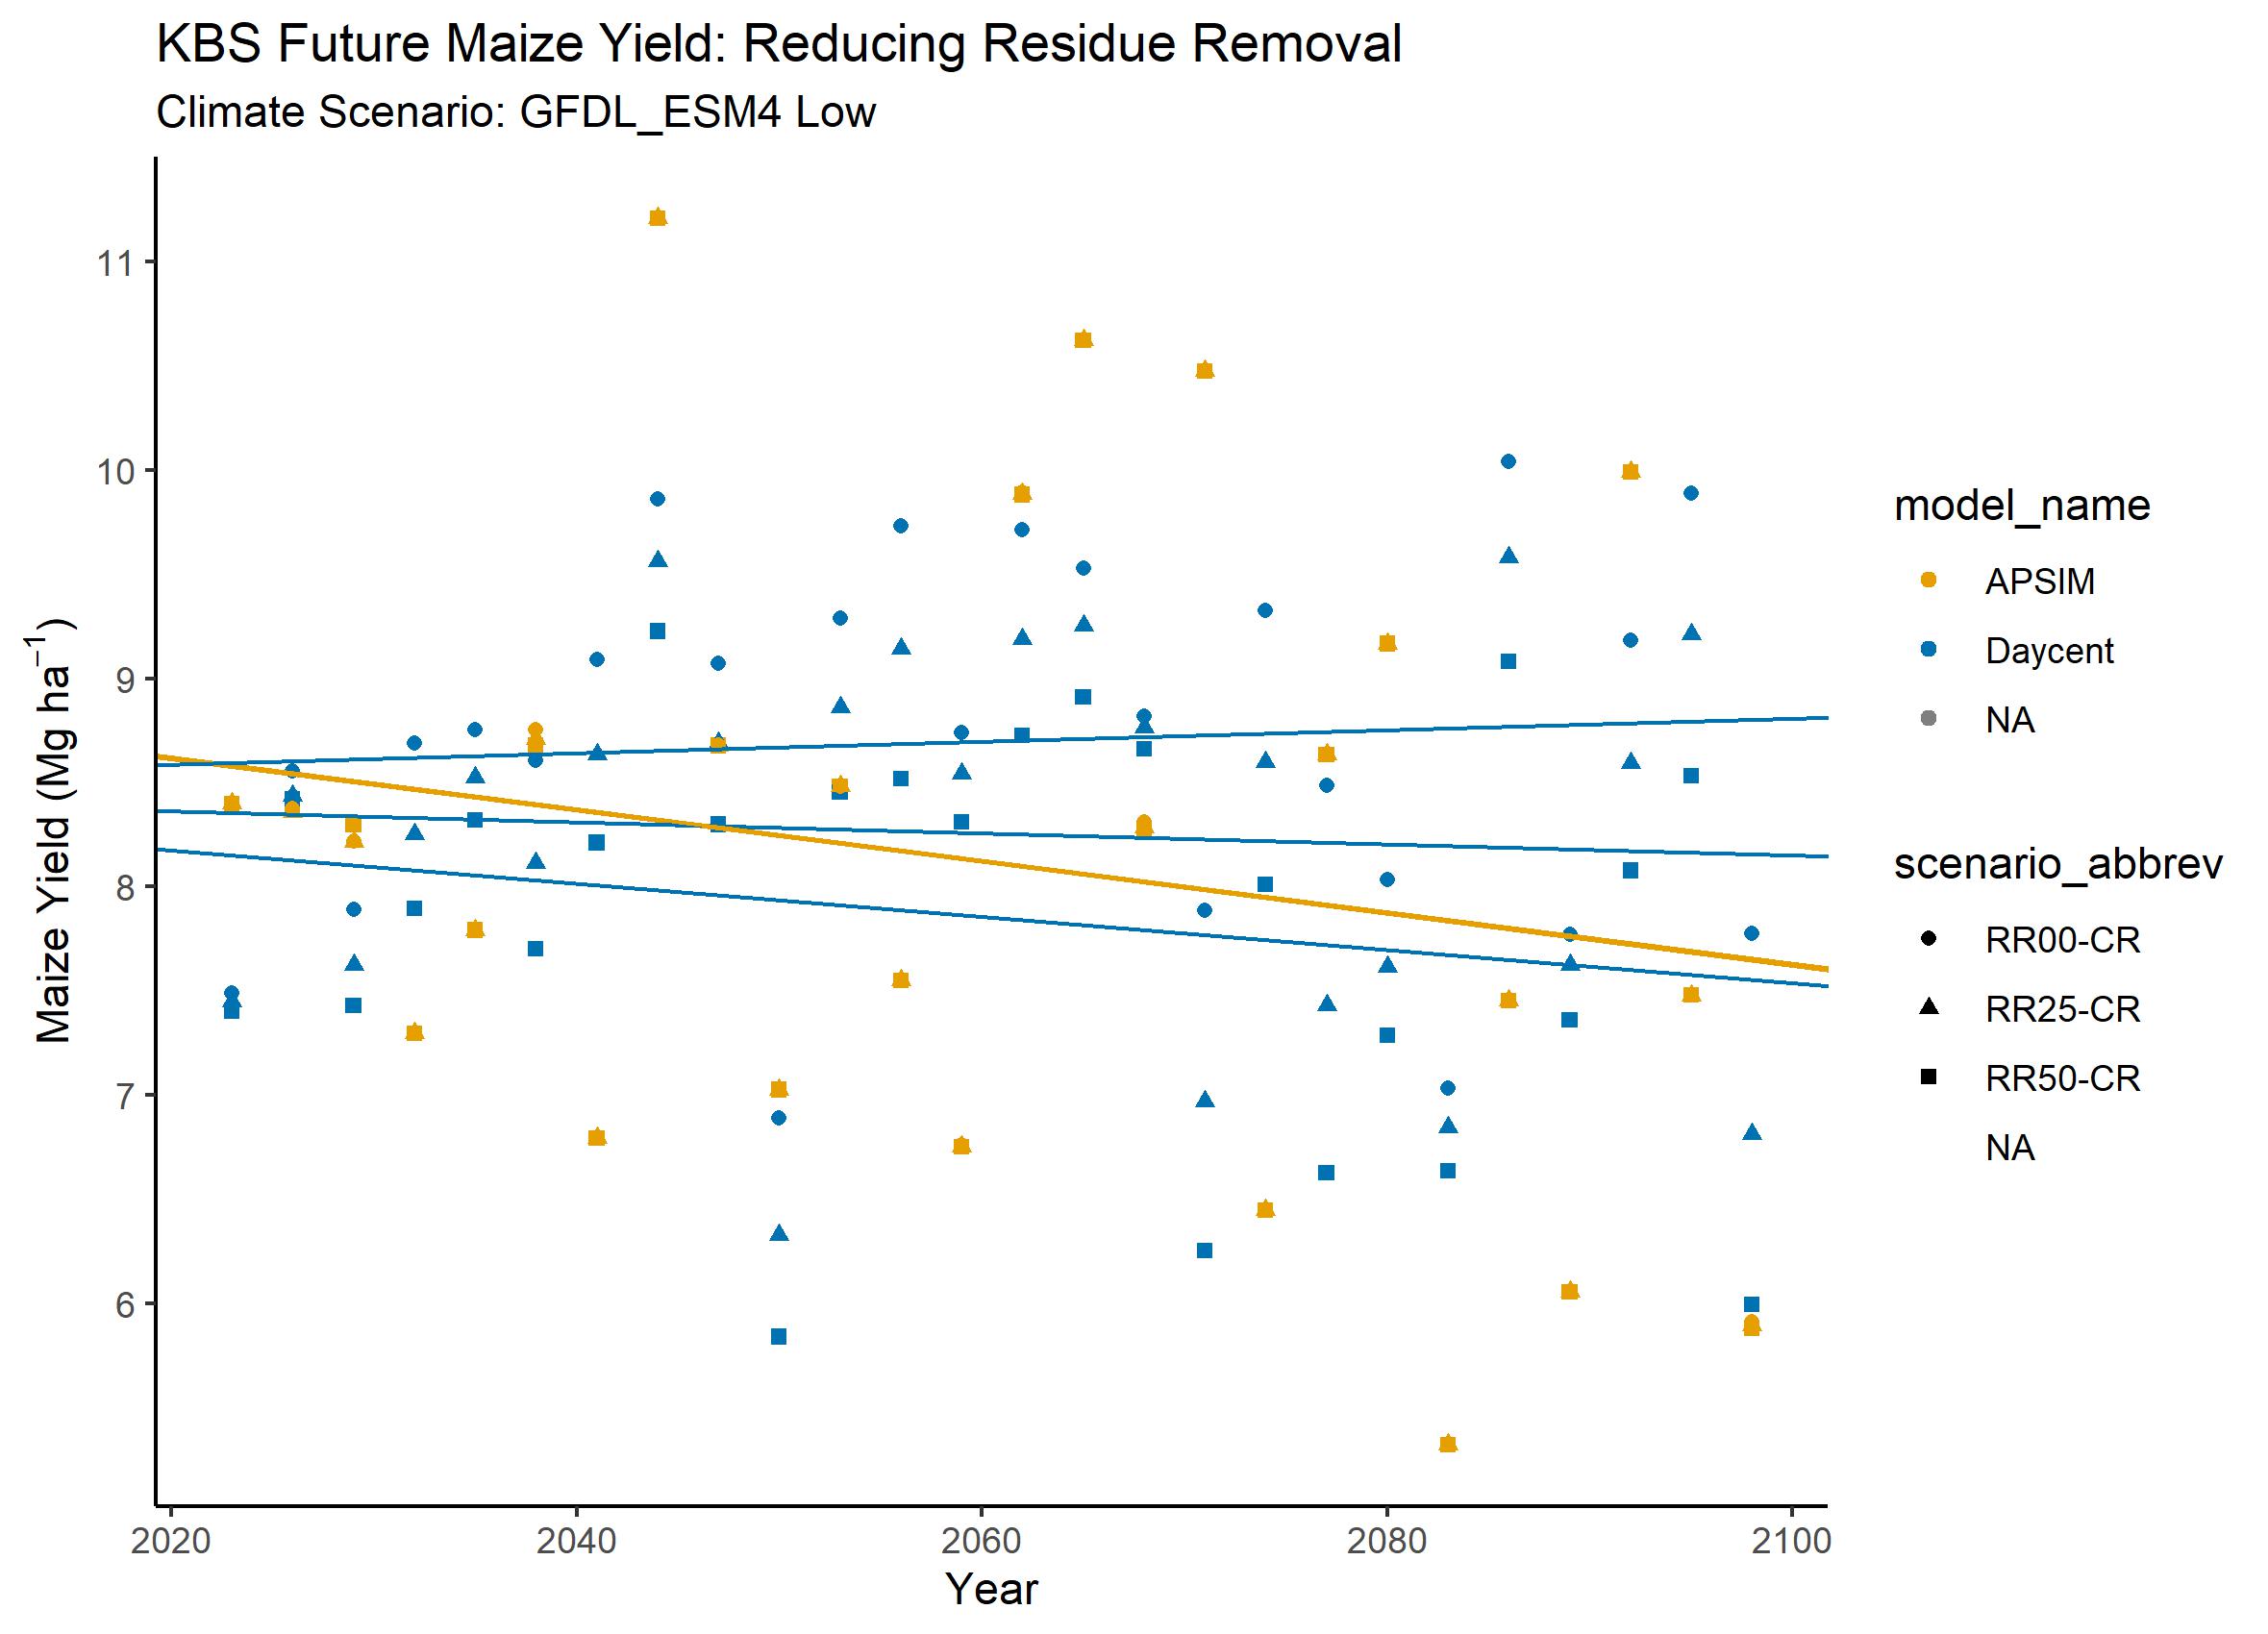 KBS Future Maize Yield: Reducing Residue Removal
Climate Scenario: GFDL_ESM4 Low
Maize Yield (Mg ha⁻¹)
11
10
9
8
7
6
2020 2040 2060 2080 2100
Year
model_name
APSIM
Daycent
NA
scenario_abbrev
RR00-CR
RR25-CR
RR50-CR
NA